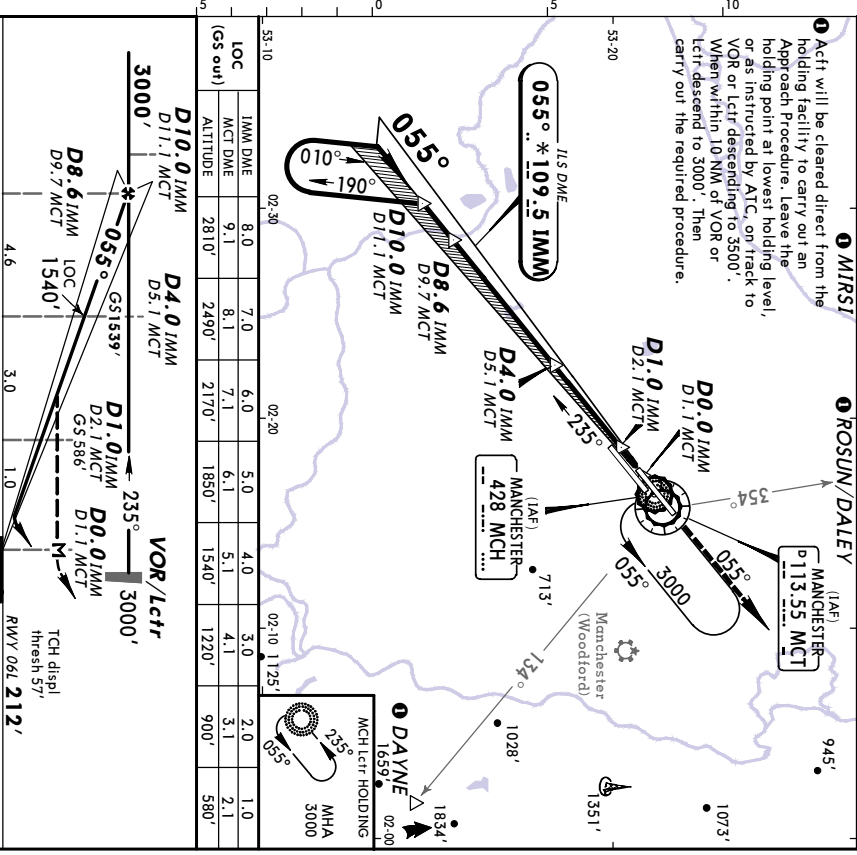 ❶ Acft will be cleared direct from the
holding facility to carry out an
Approach Procedure. Leave the
holding point at lowest holding level,
or as instructed by ATC, on track to
VOR or Lctr descending to 3500'.
When within 10 NM of VOR or
Lctr descend to 3000'. Then
carry out the required procedure.
❶ MIRSI
❶ ROSUN/DALEY
354°
(IAF)
MANCHESTER
D 113.55 MCT
ILS DME
055° *109.5 IMM
055°
010°
190°
D10.0 IMM
D11.1 MCT
D8.6 IMM
D9.7 MCT
D4.0 IMM
D5.1 MCT
D1.0 IMM
D2.1 MCT
D0.0 IMM
D1.1 MCT
235°
(IAF)
MANCHESTER
428 MCH
055°
3000
055°
713'
Manchester
(Woodford)
134°
❶ DAYNE
945'
1073'
1351'
1028'
1834'
1659'
1125'
MCH Lctr HOLDING
235°
055°
MHA
3000
10
5
0
5
53-20
53-10
02-30
02-20
02-10
02-00
LOC
(GS out)
IMM DME 8.0 7.0 6.0 5.0 4.0 3.0 2.0 1.0
MCT DME 9.1 8.1 7.1 6.1 5.1 4.1 3.1 2.1
ALTITUDE 2810' 2490' 2170' 1850' 1540' 1220' 900' 580'
D10.0 IMM
D11.1 MCT
3000'
D8.6 IMM
D9.7 MCT
055°
LOC
1540'
GS 1539'
D4.0 IMM
D5.1 MCT
D1.0 IMM
D2.1 MCT
GS 586'
D0.0 IMM
D1.1 MCT
235°
VOR/Lctr
3000'
M
4.6
3.0
1.0
TCH displ
thresh 57'
RWY 06L 212'